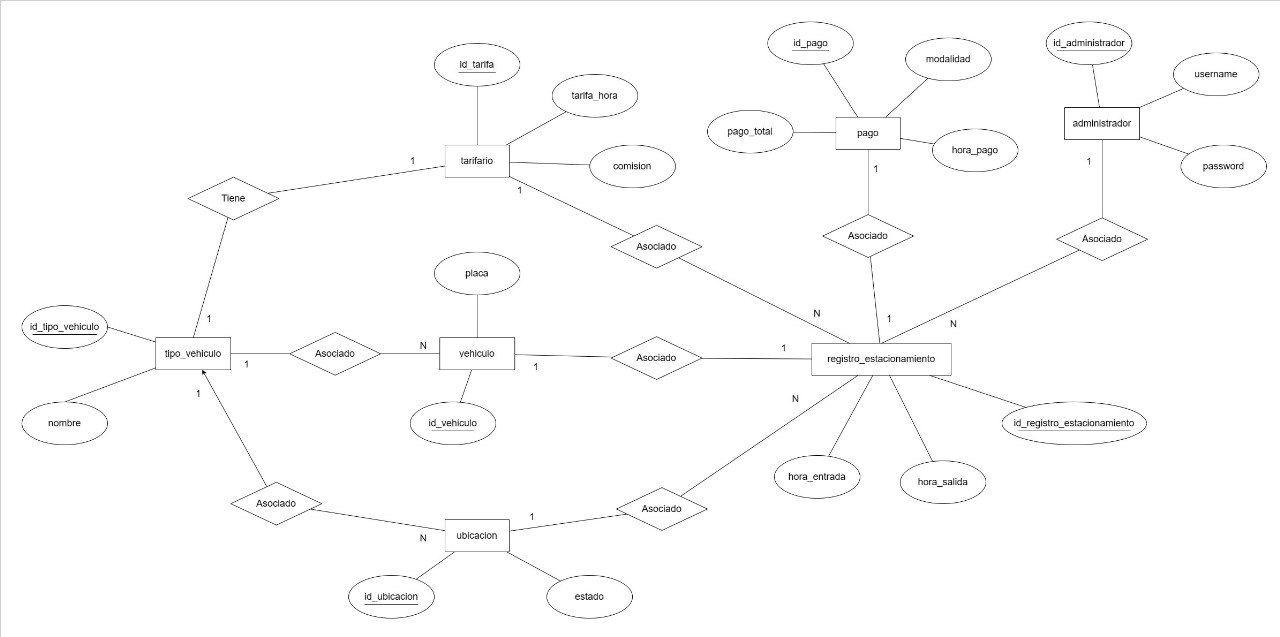 id_pago
id_administrador
modalidad
username
id_tarifa
tarifa_hora
pago_total
pago
administrador
hora_pago
tarifario
comision
password
1
1
1
1
Tiene
Asociado
Asociado
Asociado
placa
1
N
1
N
id_tipo_vehiculo
tipo_vehiculo
Asociado
N
vehiculo
Asociado
1
registro_estacionamiento
1
1
1
N
nombre
id_vehiculo
id_registro_estacionamiento
hora_entrada
hora_salida
Asociado
Asociado
1
N
ubicacion
id_ubicacion
estado